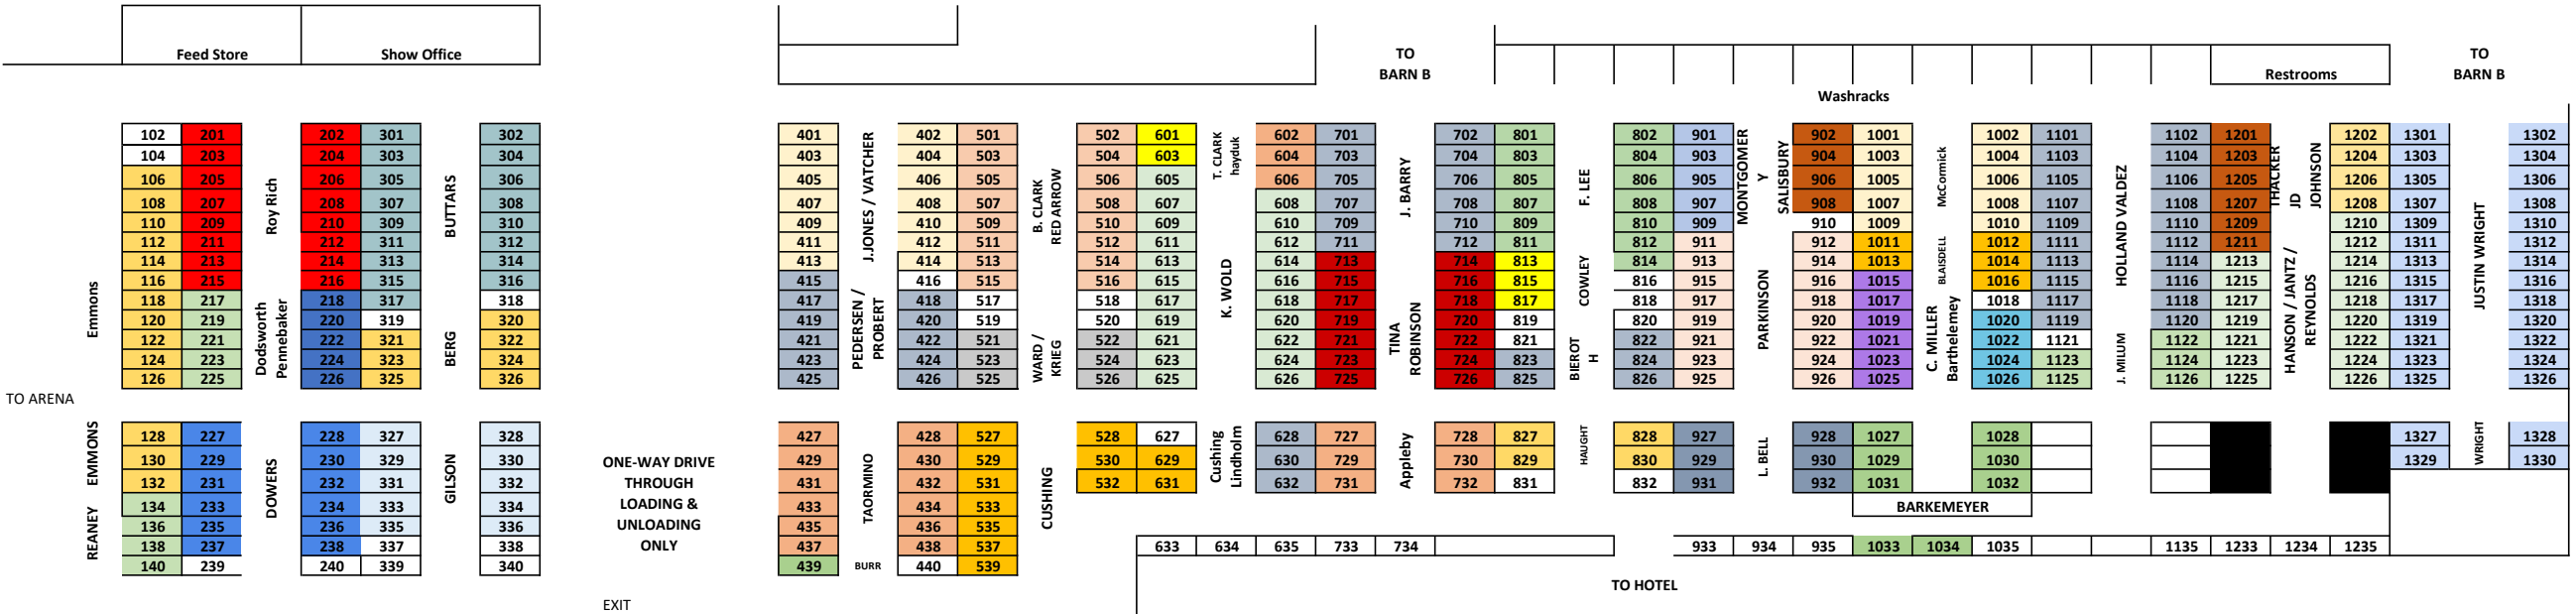 Feed Store Show Office TO BARN B Restrooms TO BARN B
Washracks
102 201 202 301 302 401 402 501 502 601 602 701 702 801 802 901 902 1001 1002 1101 1102 1201 1202 1301 1302
104 203 204 303 304 403 404 503 504 603 604 703 704 803 804 903 904 1003 1004 1103 1104 1203 1204 1303 1304
106 205 206 305 306 405 406 505 506 605 606 705 706 805 806 905 906 1005 1006 1105 1106 1205 1206 1305 1306
108 207 208 307 308 407 408 507 508 607 608 707 708 807 808 907 908 1007 1008 1107 1108 1207 1208 1307 1308
110 209 210 309 310 409 410 509 510 609 610 709 710 809 810 909 910 1009 1010 1109 1110 1209 1210 1309 1310
112 211 212 311 312 411 412 511 512 611 612 711 712 811 812 911 912 1011 1012 1111 1112 1211 1212 1311 1312
114 213 214 313 314 413 414 513 514 613 614 713 714 813 814 913 914 1013 1014 1113 1114 1213 1214 1313 1314
116 215 216 315 316 415 416 515 516 615 616 715 716 815 816 915 916 1015 1016 1115 1116 1215 1216 1315 1316
118 217 218 317 318 417 418 517 518 617 618 717 718 817 818 917 918 1017 1018 1117 1118 1217 1218 1317 1318
120 219 220 319 320 419 420 519 520 619 620 719 720 819 820 919 920 1019 1020 1119 1120 1219 1220 1319 1320
122 221 222 321 322 421 422 521 522 621 622 721 722 821 822 921 922 1021 1022 1121 1122 1221 1222 1321 1322
124 223 224 323 324 423 424 523 524 623 624 723 724 823 824 923 924 1023 1024 1123 1124 1223 1224 1323 1324
126 225 226 325 326 425 426 525 526 625 626 725 726 825 826 925 926 1025 1026 1125 1126 1225 1226 1325 1326
Emmons
Roy Rich
Dodsworth
Pennebaker
BUTTARS
BERG
J.JONES / VATCHER
PEDERSEN /
PROBERT
B. CLARK
RED ARROW
WARD /
KRIEG
T. CLARK
hayduk
K. WOLD
J. BARRY
TINA
ROBINSON
F. LEE
COWLEY
BIEROT
H
MONTGOMER
Y
SALISBURY
PARKINSON
McCormick
BLAISDELL
C. MILLER
Barthelemey
HOLLAND VALDEZ
J. MILUM
THACKER
JD
JOHNSON
HANSON / JANTZ /
REYNOLDS
JUSTIN WRIGHT
TO ARENA
128 227 228 327 328 427 428 527 528 627 628 727 728 827 828 927 928 1027 1028 1327 1328
130 229 230 329 330 429 430 529 530 629 630 729 730 829 830 929 930 1029 1030 1329 1330
132 231 232 331 332 431 432 531 532 631 632 731 732 831 832 931 932 1031 1032
134 233 234 333 334 433 434 533
136 235 236 335 336 435 436 535
138 237 238 337 338 437 438 537
140 239 240 339 340 439 440 539
EMMONS
REANEY
DOWERS
GILSON
ONE-WAY DRIVE
THROUGH
LOADING &
UNLOADING
ONLY
TAORMINO
BURR
CUSHING
Cushing
Lindholm
Appleby
HAUGHT
L. BELL
BARKEMEYER
WRIGHT
633 634 635 733 734 933 934 935 1033 1034 1035 1135 1233 1234 1235
TO HOTEL
EXIT